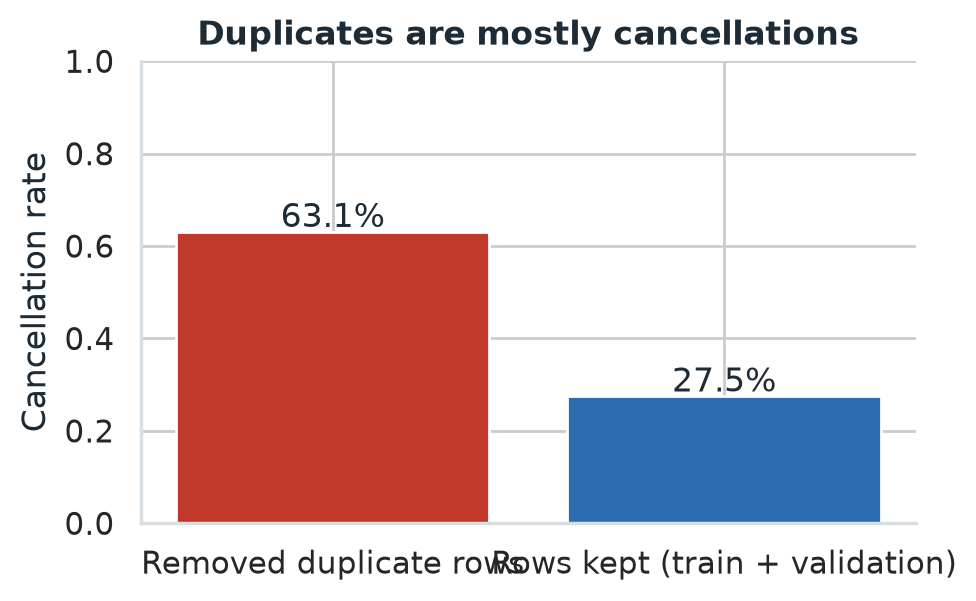 Duplicates are mostly cancellations
Cancellation rate
1.0
0.8
0.6
0.4
0.2
0.0
63.1%
27.5%
Removed duplicate rows
Rows kept (train + validation)